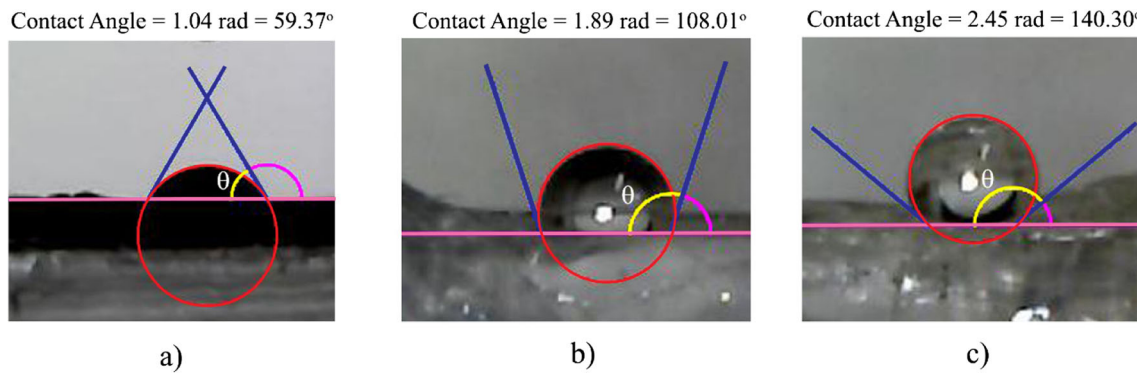 Contact Angle = 1.04 rad = 59.37°
Contact Angle = 1.89 rad = 108.01°
Contact Angle = 2.45 rad = 140.30°
θ
θ
θ
a)
b)
c)